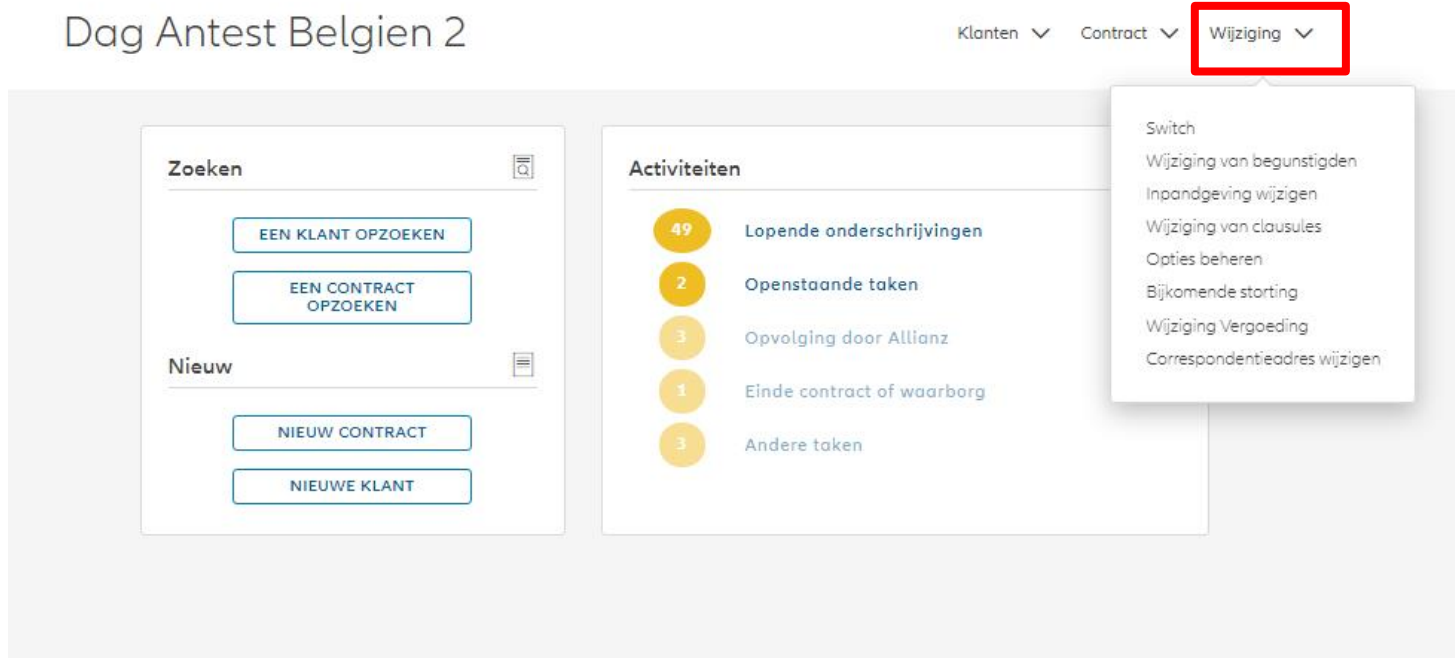 Dag Antest Belgien 2
Klanten
Contract
Wijziging
Switch
Wijziging van begunstigden
Inpandgeving wijzigen
Wijziging van clausules
Opties beheren
Bijkomende storting
Wijziging Vergoeding
Correspondentieadres wijzigen
Zoeken
EEN KLANT OPZOEKEN
EEN CONTRACT
OPZOEKEN
Nieuw
NIEUW CONTRACT
NIEUWE KLANT
Activiteiten
49 Lopende onderschrijvingen
2 Openstaande taken
3 Opvolging door Allianz
1 Einde contract of waarborg
3 Andere taken